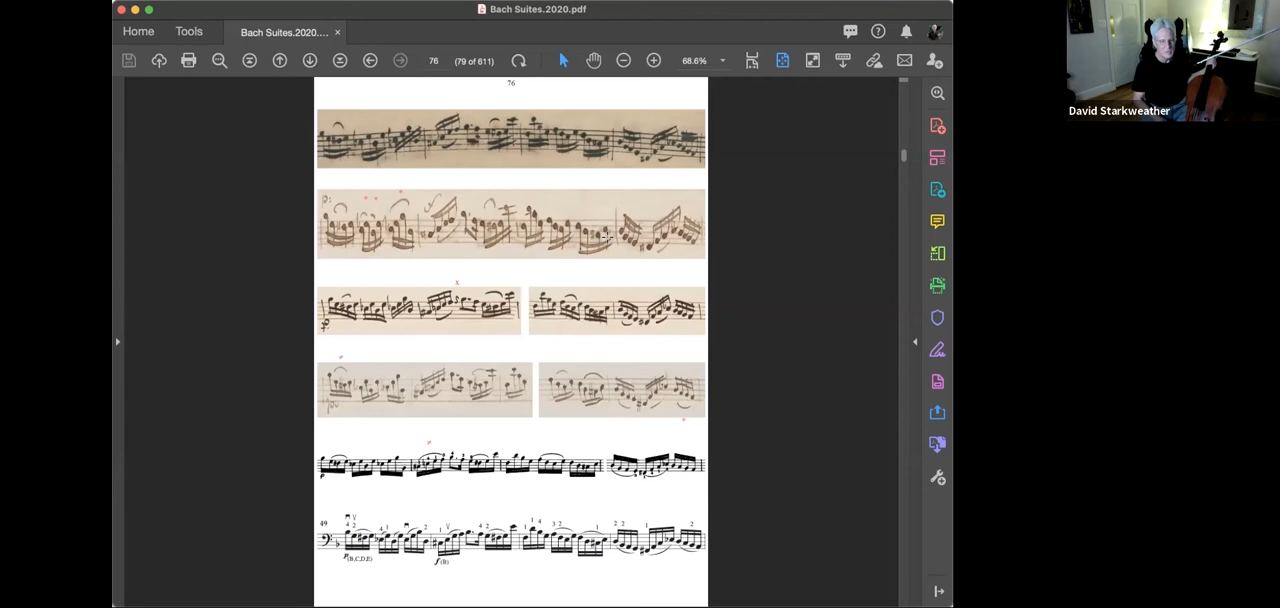 Bach Suites.2020.pdf
Home Tools Bach Suites.2020.... ×
76 (79 of 611) 68.6%
David Starkweather
76
p:
f
x
p
pp
p
49
p(B,C,D,E) f(B)